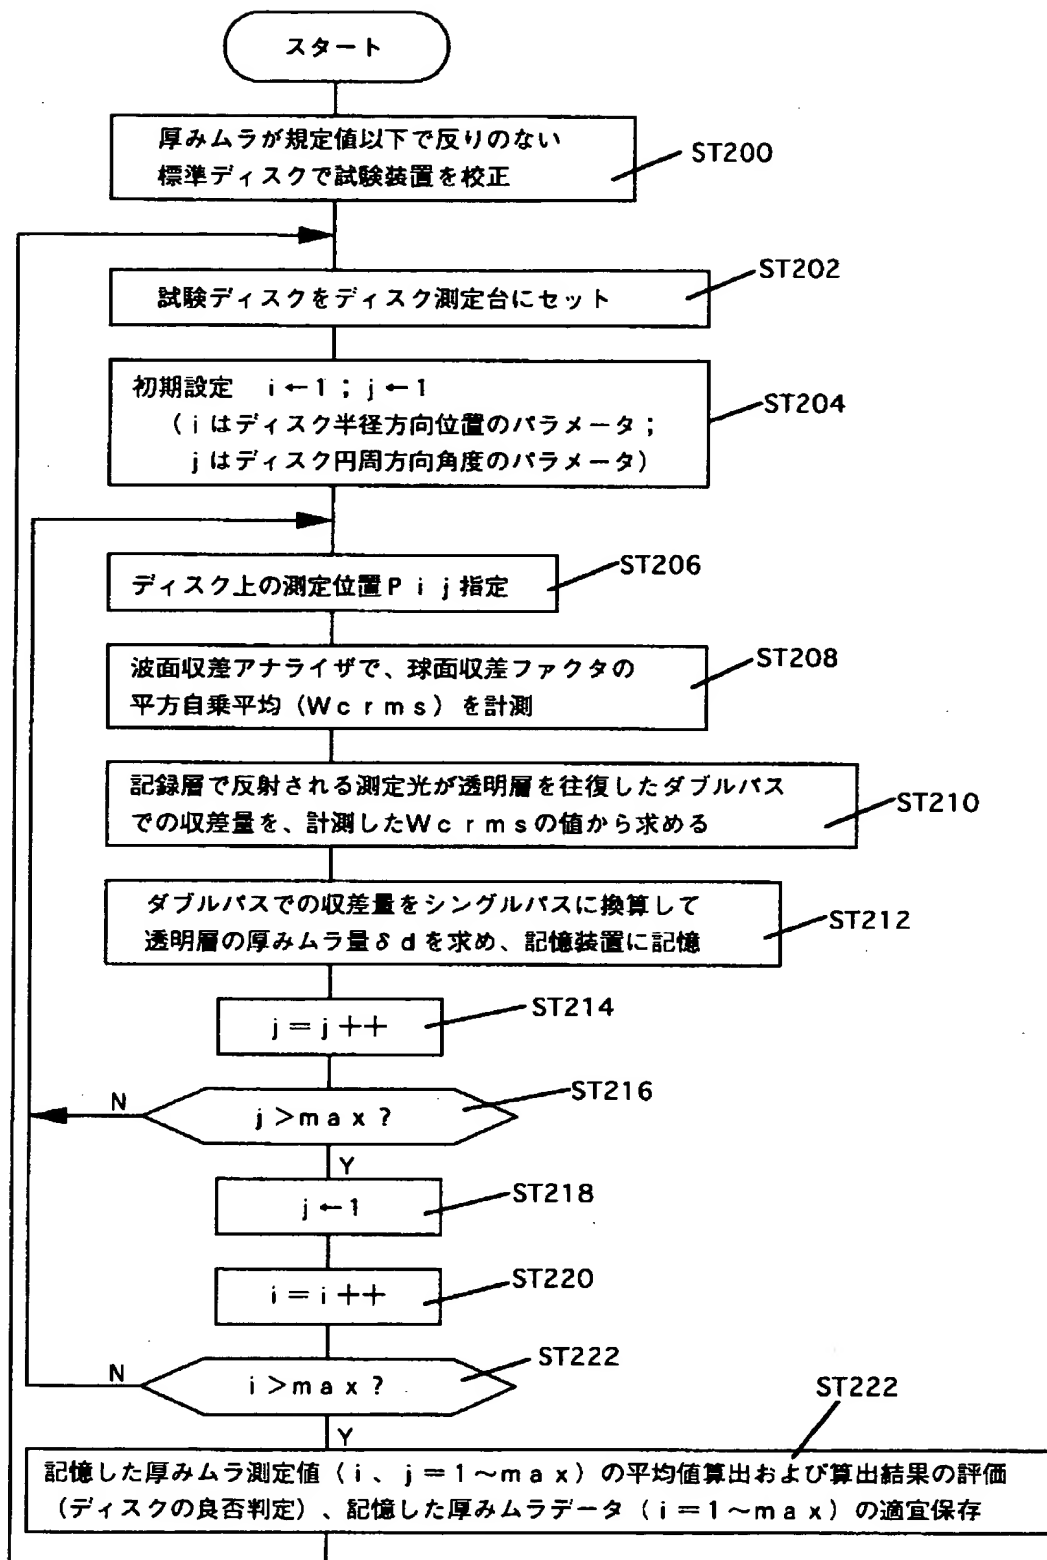 スタート
厚みムラが規定値以下で反りのない
標準ディスクで試験装置を校正
ST200
ST202
試験ディスクをディスク測定台にセット
初期設定 i←1；j←1
（iはディスク半径方向位置のパラメータ；
jはディスク円周方向角度のパラメータ）
ST204
ディスク上の測定位置Pij指定
ST206
波面収差アナライザで、球面収差ファクタの
平方自乗平均（Wcrms）を計測
ST208
記録層で反射される測定光が透明層を往復したダブルパス
での収差量を、計測したWcrmsの値から求める
ST210
ダブルパスでの収差量をシングルパスに換算して
透明層の厚みムラ量δdを求め、記憶装置に記憶
ST212
j＝j＋＋
ST214
N
j＞max？
ST216
Y
j←1
ST218
i＝i＋＋
ST220
N
i＞max？
ST222
Y
ST222
記憶した厚みムラ測定値（i、j＝1～max）の平均値算出および算出結果の評価
（ディスクの良否判定）、記憶した厚みムラデータ（i＝1～max）の適宜保存